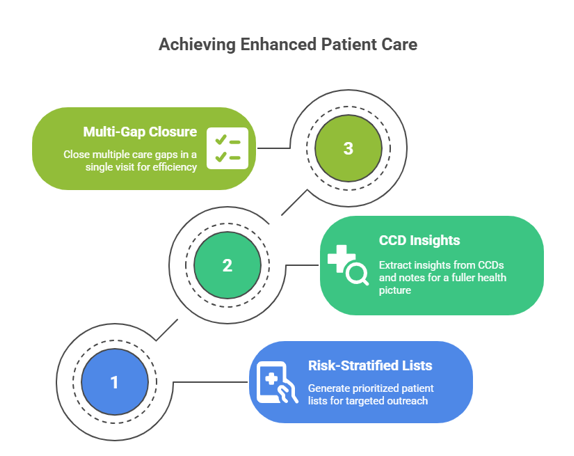 Achieving Enhanced Patient Care
Multi-Gap Closure
Close multiple care gaps in a
single visit for efficiency
3
CCD Insights
Extract insights from CCDs
and notes for a fuller health
picture
2
Risk-Stratified Lists
Generate prioritized patient
lists for targeted outreach
1